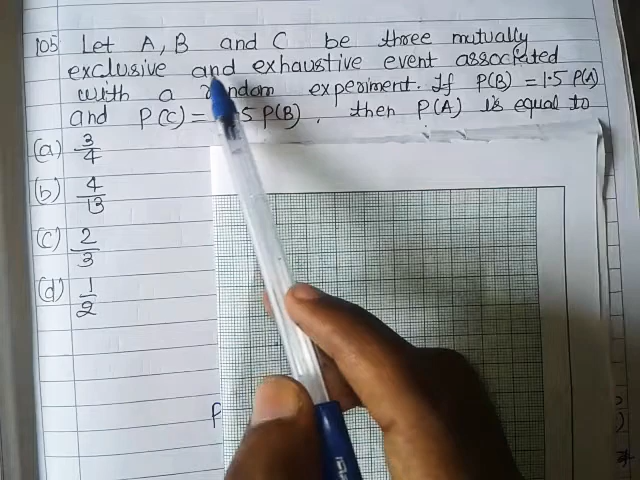 105 Let A, B and C be three mutually
exclusive and exhaustive event associated
with a random experiment. If P(B) = 1.5 P(A)
and P(C) = 5 P(B), then P(A) is equal to
(a) 3/4
(b) 4/13
(c) 2/3
(d) 1/2
P